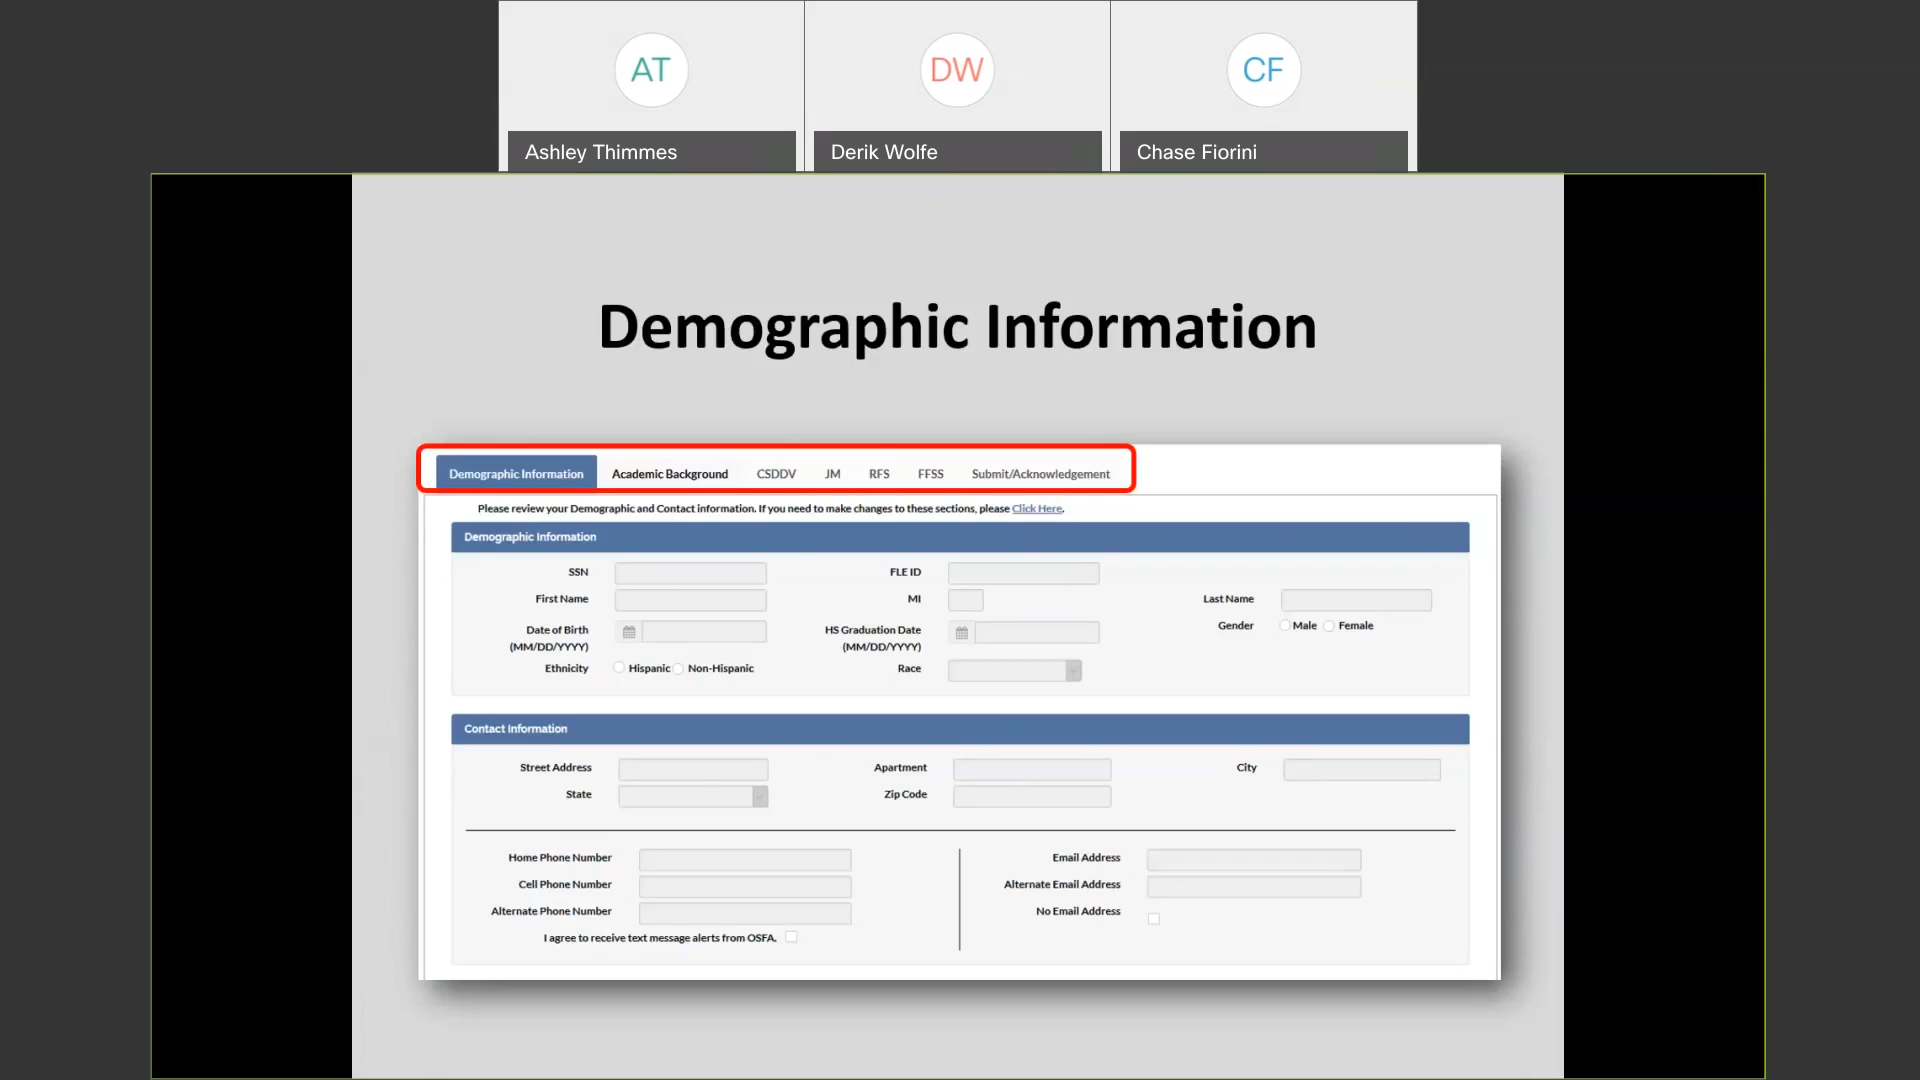 AT DW CF
Ashley Thimmes Derik Wolfe Chase Fiorini
Demographic Information
Demographic Information Academic Background CSDDV JM RFS FFSS Submit/Acknowledgement
Please review your Demographic and Contact information. If you need to make changes to these sections, please Click Here.
Demographic Information
SSN FLE ID
First Name MI Last Name
Date of Birth HS Graduation Date Gender Male Female
(MM/DD/YYYY) (MM/DD/YYYY)
Ethnicity Hispanic Non-Hispanic Race
Contact Information
Street Address Apartment City
State Zip Code
Home Phone Number Email Address
Cell Phone Number Alternate Email Address
Alternate Phone Number No Email Address
I agree to receive text message alerts from OSFA.